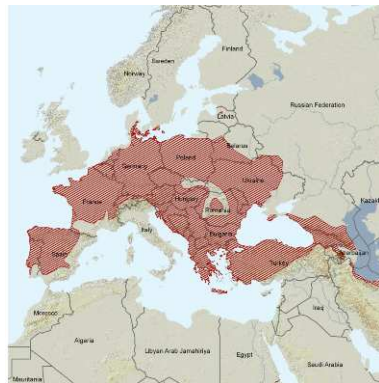 Finland
Sweden
Norway
Russian Federation
Latvia
Belarus
Poland
Germany
Ukraine
France
Hungary
Romania
Italy
Bulgaria
Spain
Turkey
Iraq
Morocco
Algeria
Libyan Arab Jamahiriya
Egypt
Saudi Arabia
Mauritania